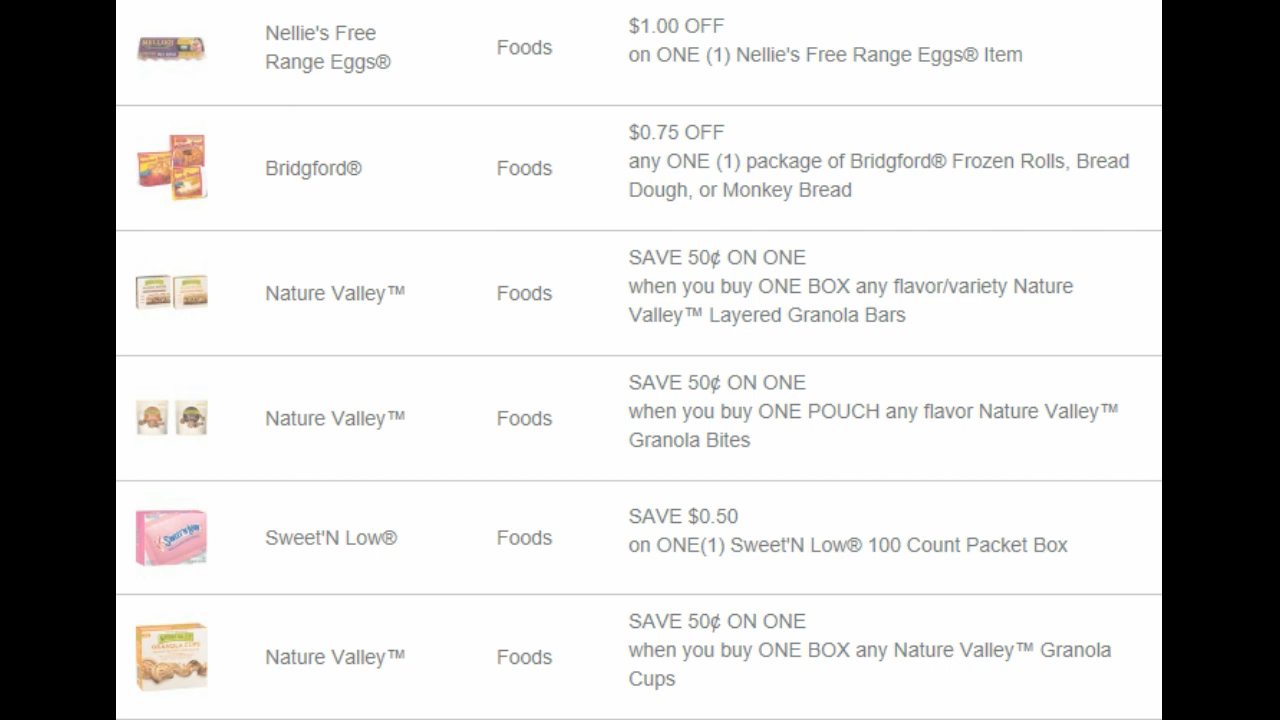 Nellie's Free
Range Eggs®
Foods
$1.00 OFF
on ONE (1) Nellie's Free Range Eggs® Item
Bridgford®
Foods
$0.75 OFF
any ONE (1) package of Bridgford® Frozen Rolls, Bread
Dough, or Monkey Bread
Nature Valley™
Foods
SAVE 50¢ ON ONE
when you buy ONE BOX any flavor/variety Nature
Valley™ Layered Granola Bars
Nature Valley™
Foods
SAVE 50¢ ON ONE
when you buy ONE POUCH any flavor Nature Valley™
Granola Bites
Sweet'N Low
Sweet'N Low®
Foods
SAVE $0.50
on ONE(1) Sweet'N Low® 100 Count Packet Box
GRANOLA CUPS
Nature Valley™
Foods
SAVE 50¢ ON ONE
when you buy ONE BOX any Nature Valley™ Granola
Cups